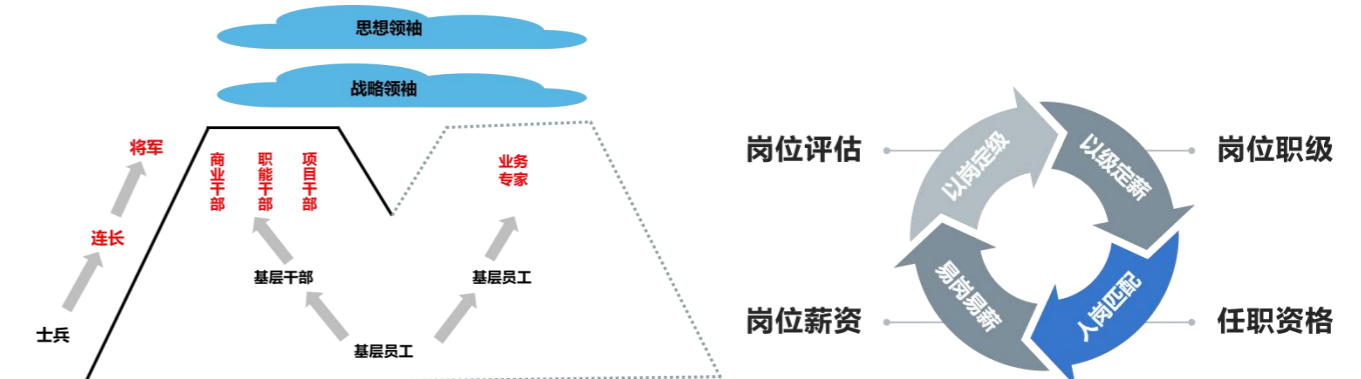 思想领袖
战略领袖
将军
连长
士兵
商业干部
职能干部
项目干部
业务
专家
基层干部
基层员工
基层员工
岗位评估
以岗定级
以级定薪
岗位职级
岗位薪资
易岗易薪
人岗匹配
任职资格